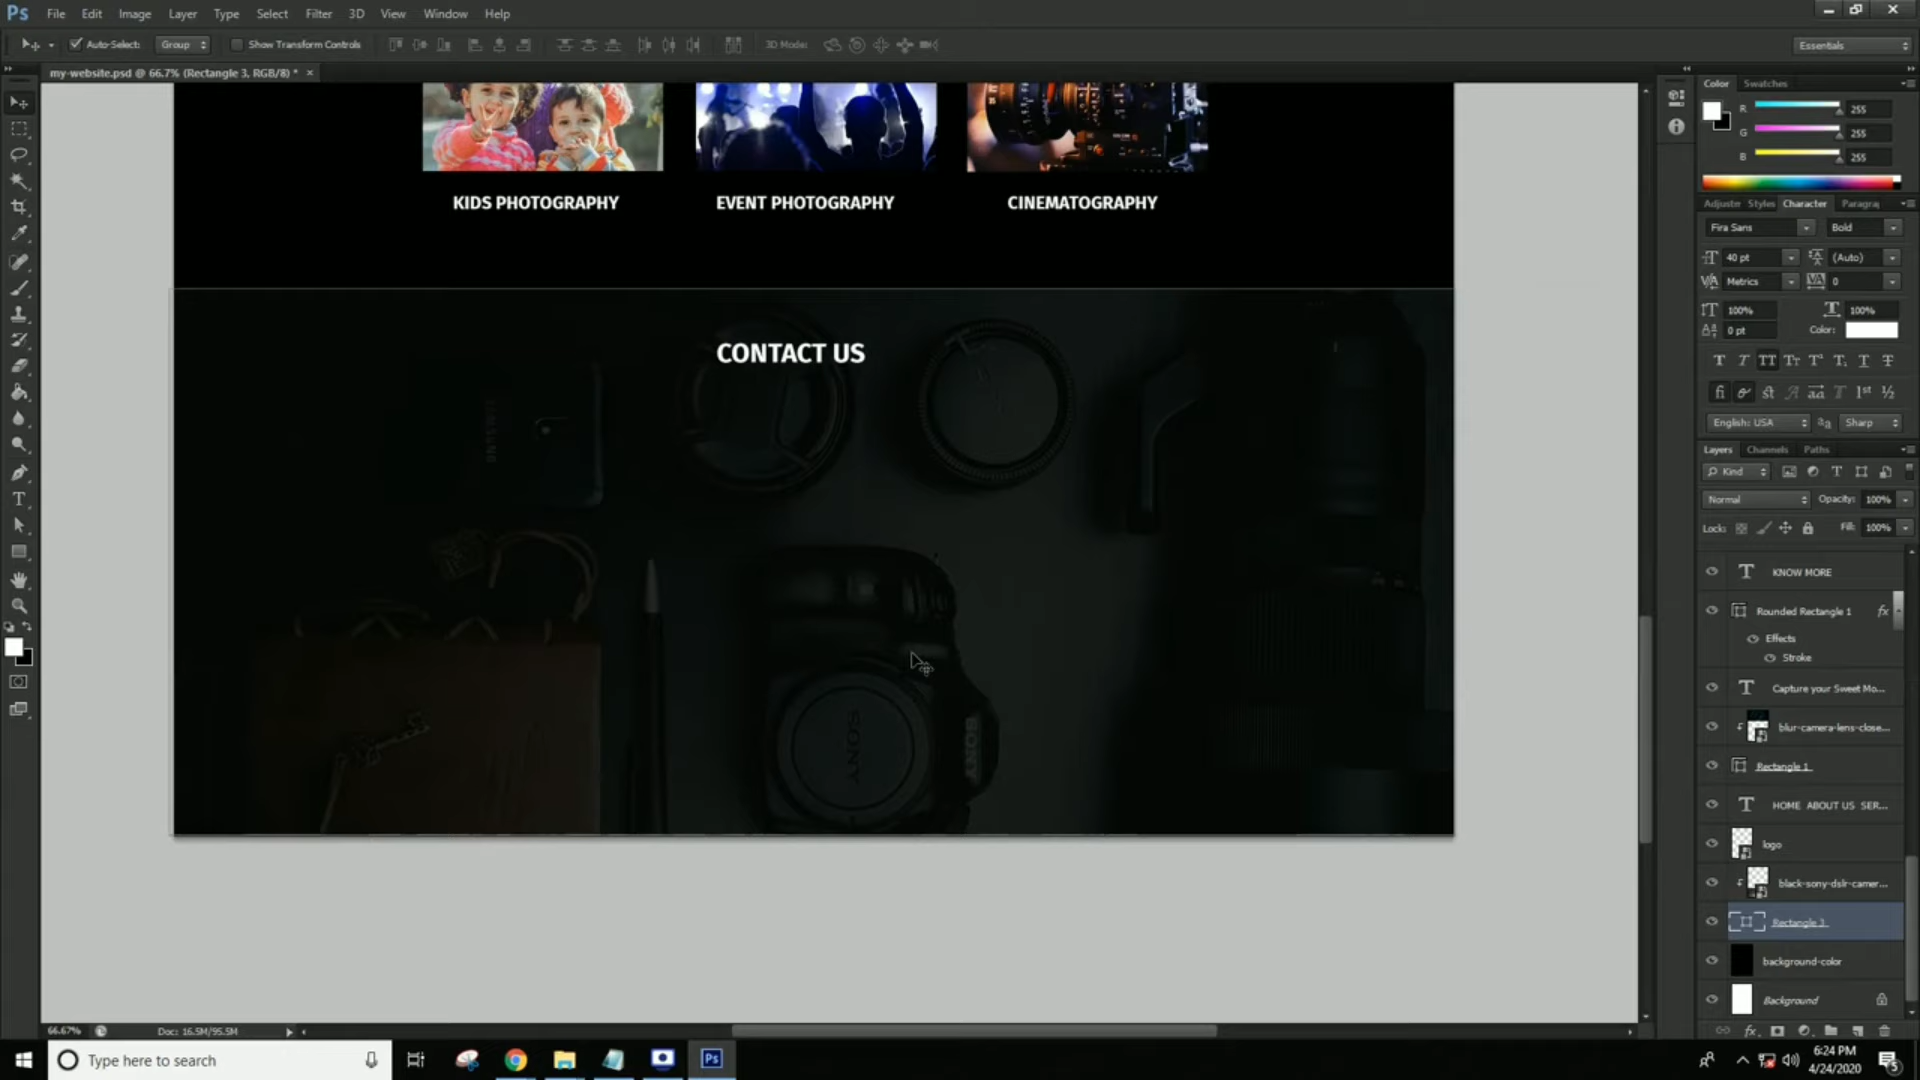 Ps File Edit Image Layer Type Select Filter 3D View Window Help
Auto-Select: Group Show Transform Controls 3D Mode: Essentials
my-website.psd @ 66.7% (Rectangle 3, RGB/8) * ×
Color Swatches
R 255
G 255
B 255
KIDS PHOTOGRAPHY EVENT PHOTOGRAPHY CINEMATOGRAPHY
Styles Character
Fira Sans Bold
40 pt (Auto)
Metrics 0
100% 100%
0 pt Color:
English: USA Sharp
CONTACT US
SAMSUNG
SONY
SONY
Layers Channels Paths
Kind
Normal Opacity: 100%
Lock: Fill: 100%
KNOW MORE
Rounded Rectangle 1 fx
Effects
Stroke
Capture your Sweet Mo...
blur-camera-lens-close...
Rectangle 1
HOME ABOUT US SER...
logo
black-sony-dslr-camer...
Rectangle 3
background-color
Background
66.67% Doc: 16.5M/95.5M
Type here to search
6:24 PM
4/24/2020
5